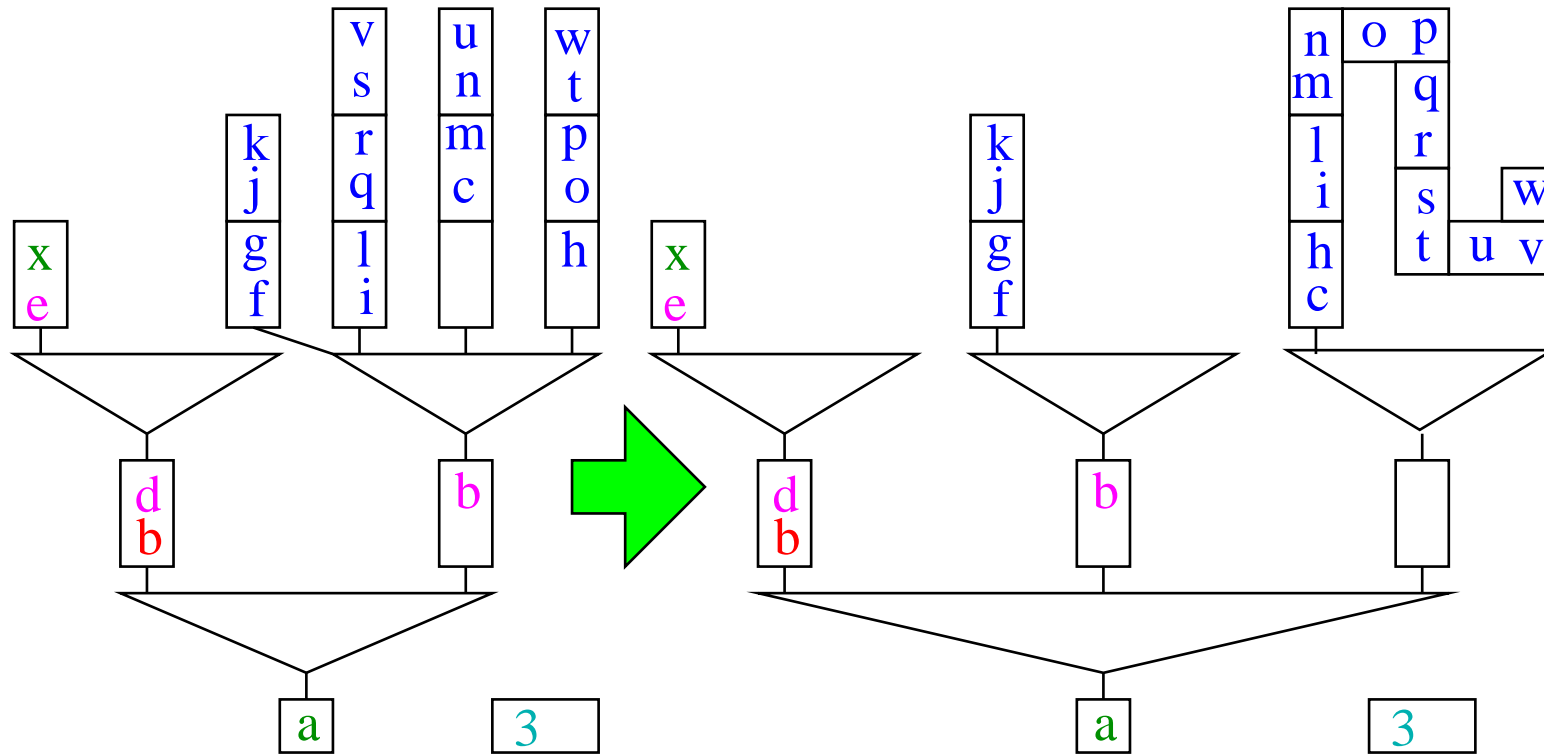 v u w n o p
s n t m q
k r m p k l r
j q c o j i s w
x g l h x g h t u v
e f i e f c
d b d b
b b
a 3 a 3